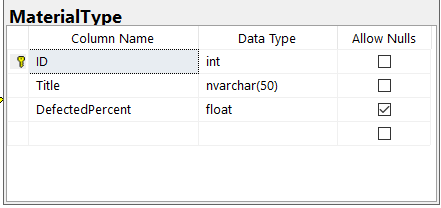 MaterialType
Column Name Data Type Allow Nulls
ID int
Title nvarchar(50)
DefectedPercent float